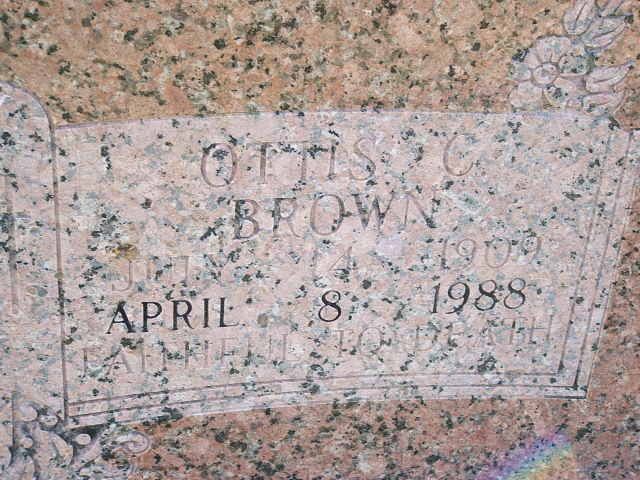 OTTIS C
BROWN
JULY 14 1909
APRIL 8 1988
FAITHFUL TO DEATH